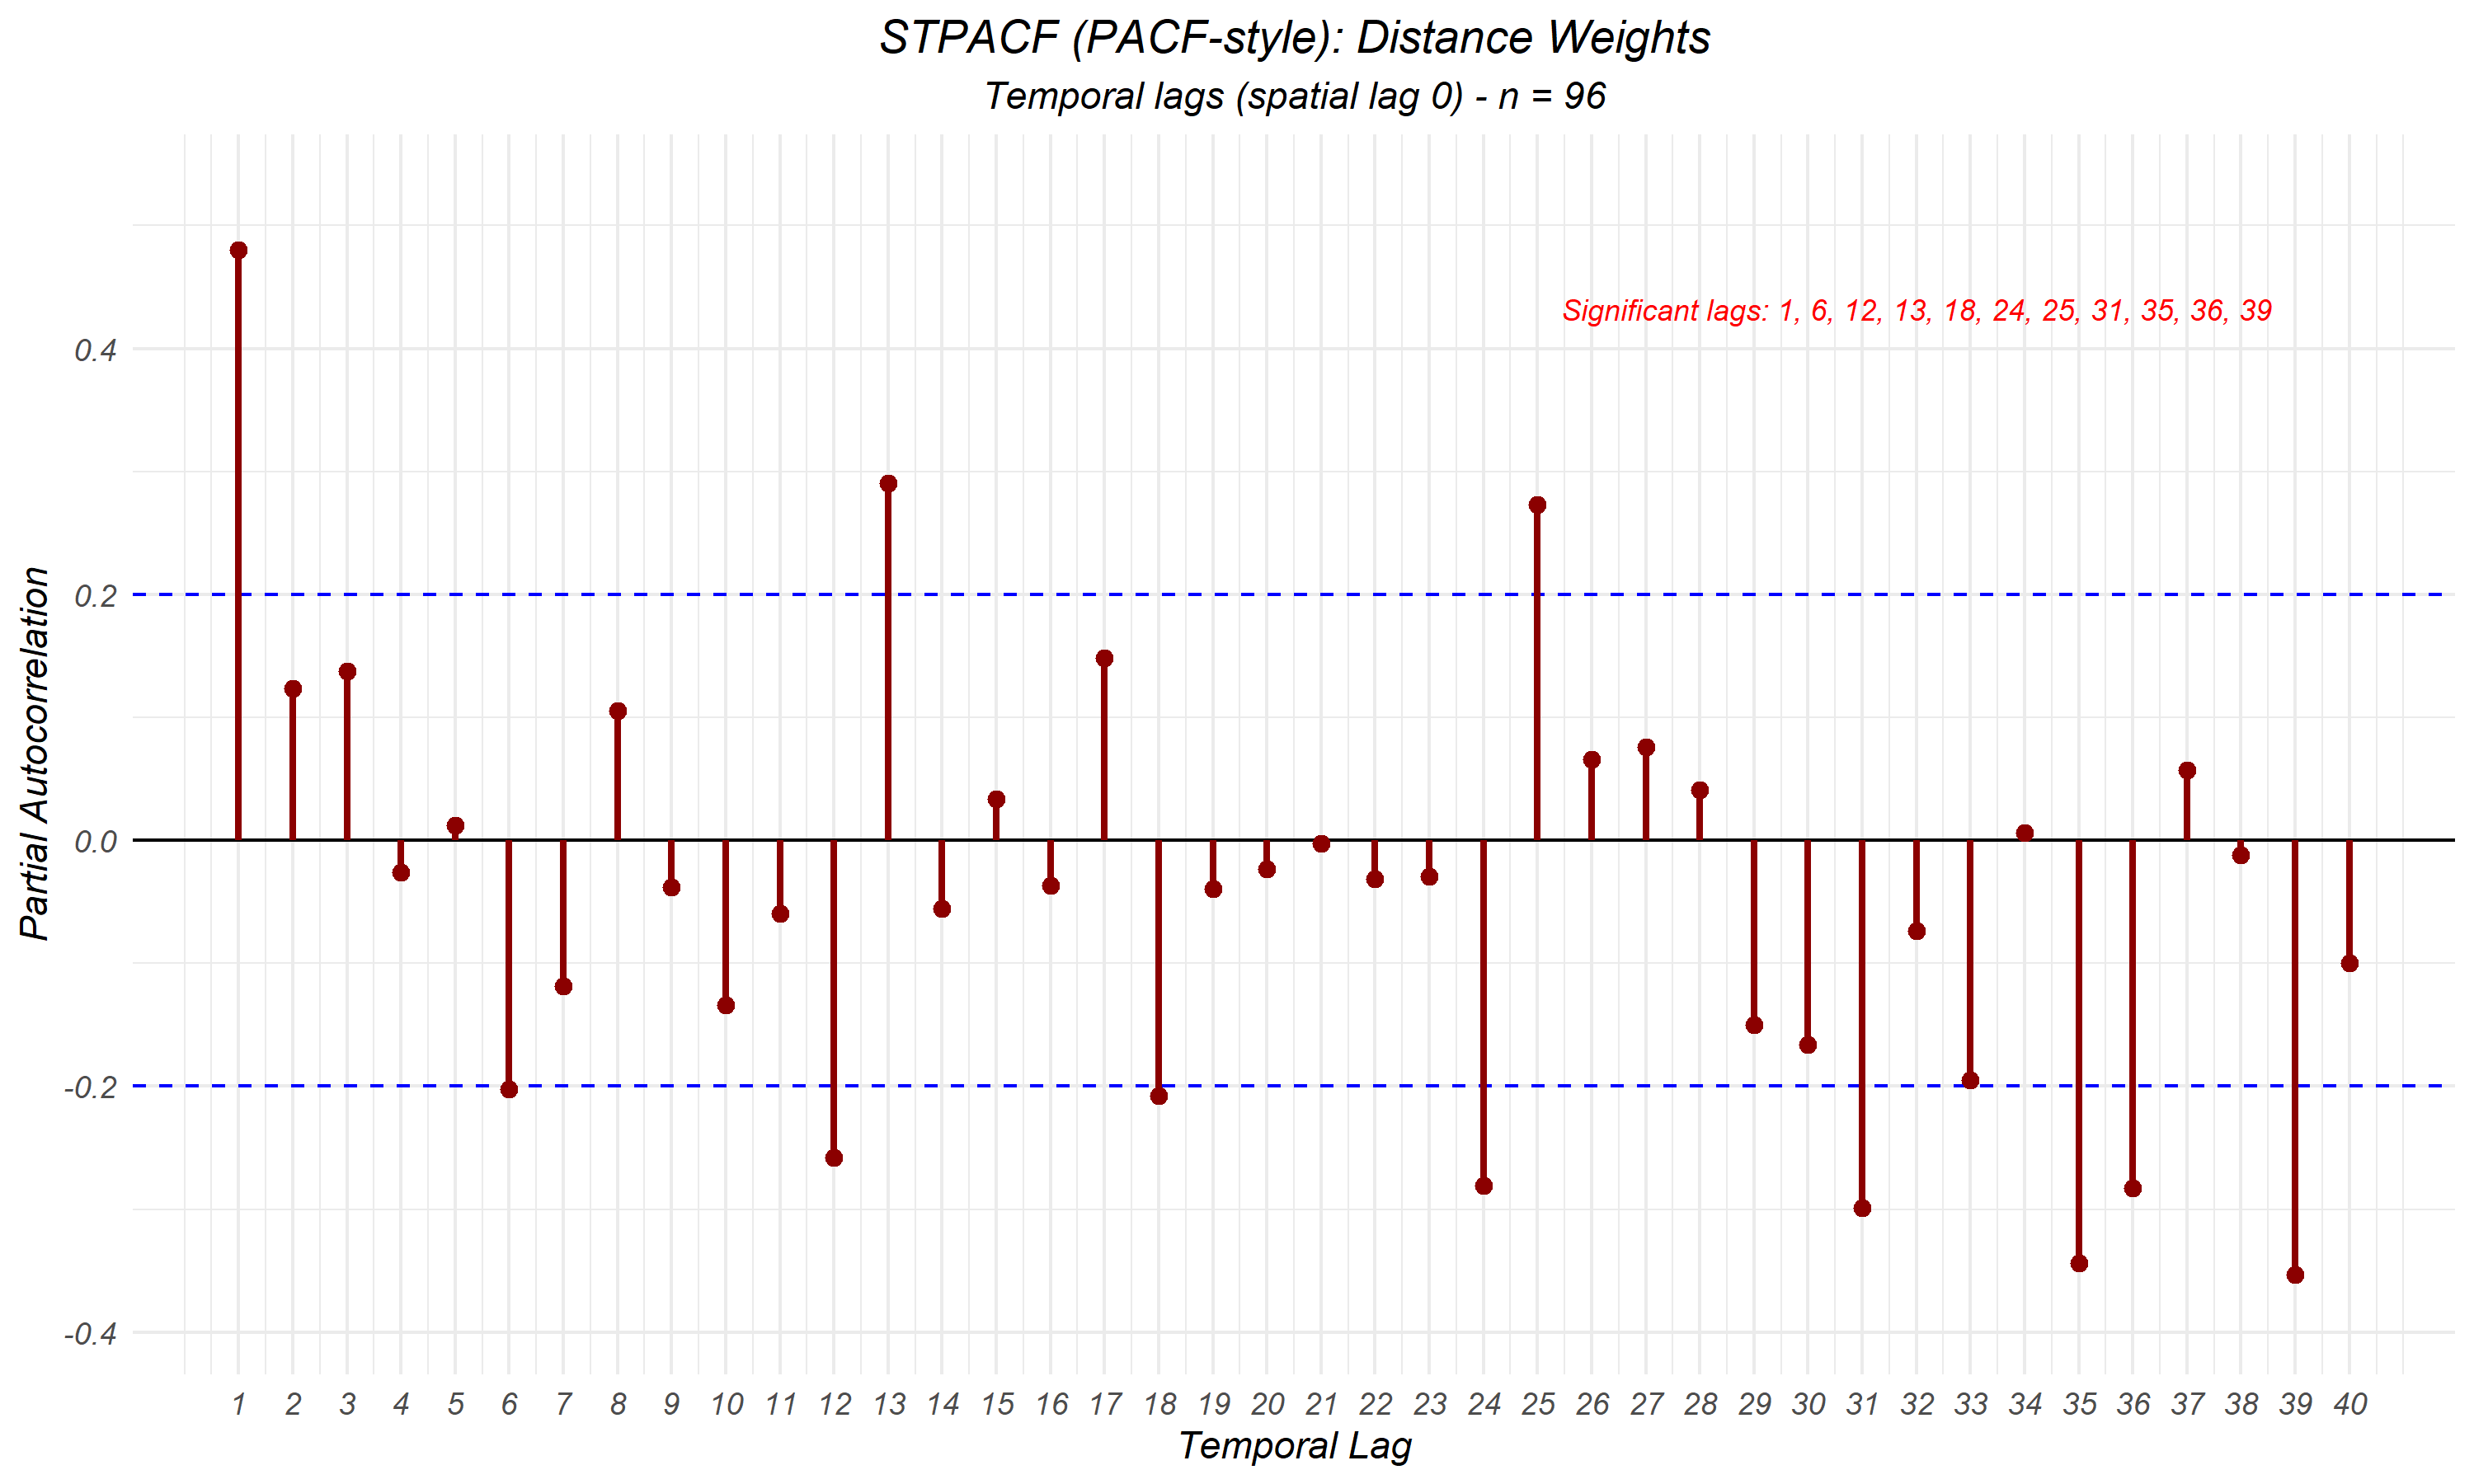 STPACF (PACF-style): Distance Weights
Temporal lags (spatial lag 0) - n = 96
Significant lags: 1, 6, 12, 13, 18, 24, 25, 31, 35, 36, 39
Partial Autocorrelation
0.4
0.2
0.0
-0.2
-0.4
1 2 3 4 5 6 7 8 9 10 11 12 13 14 15 16 17 18 19 20 21 22 23 24 25 26 27 28 29 30 31 32 33 34 35 36 37 38 39 40
Temporal Lag